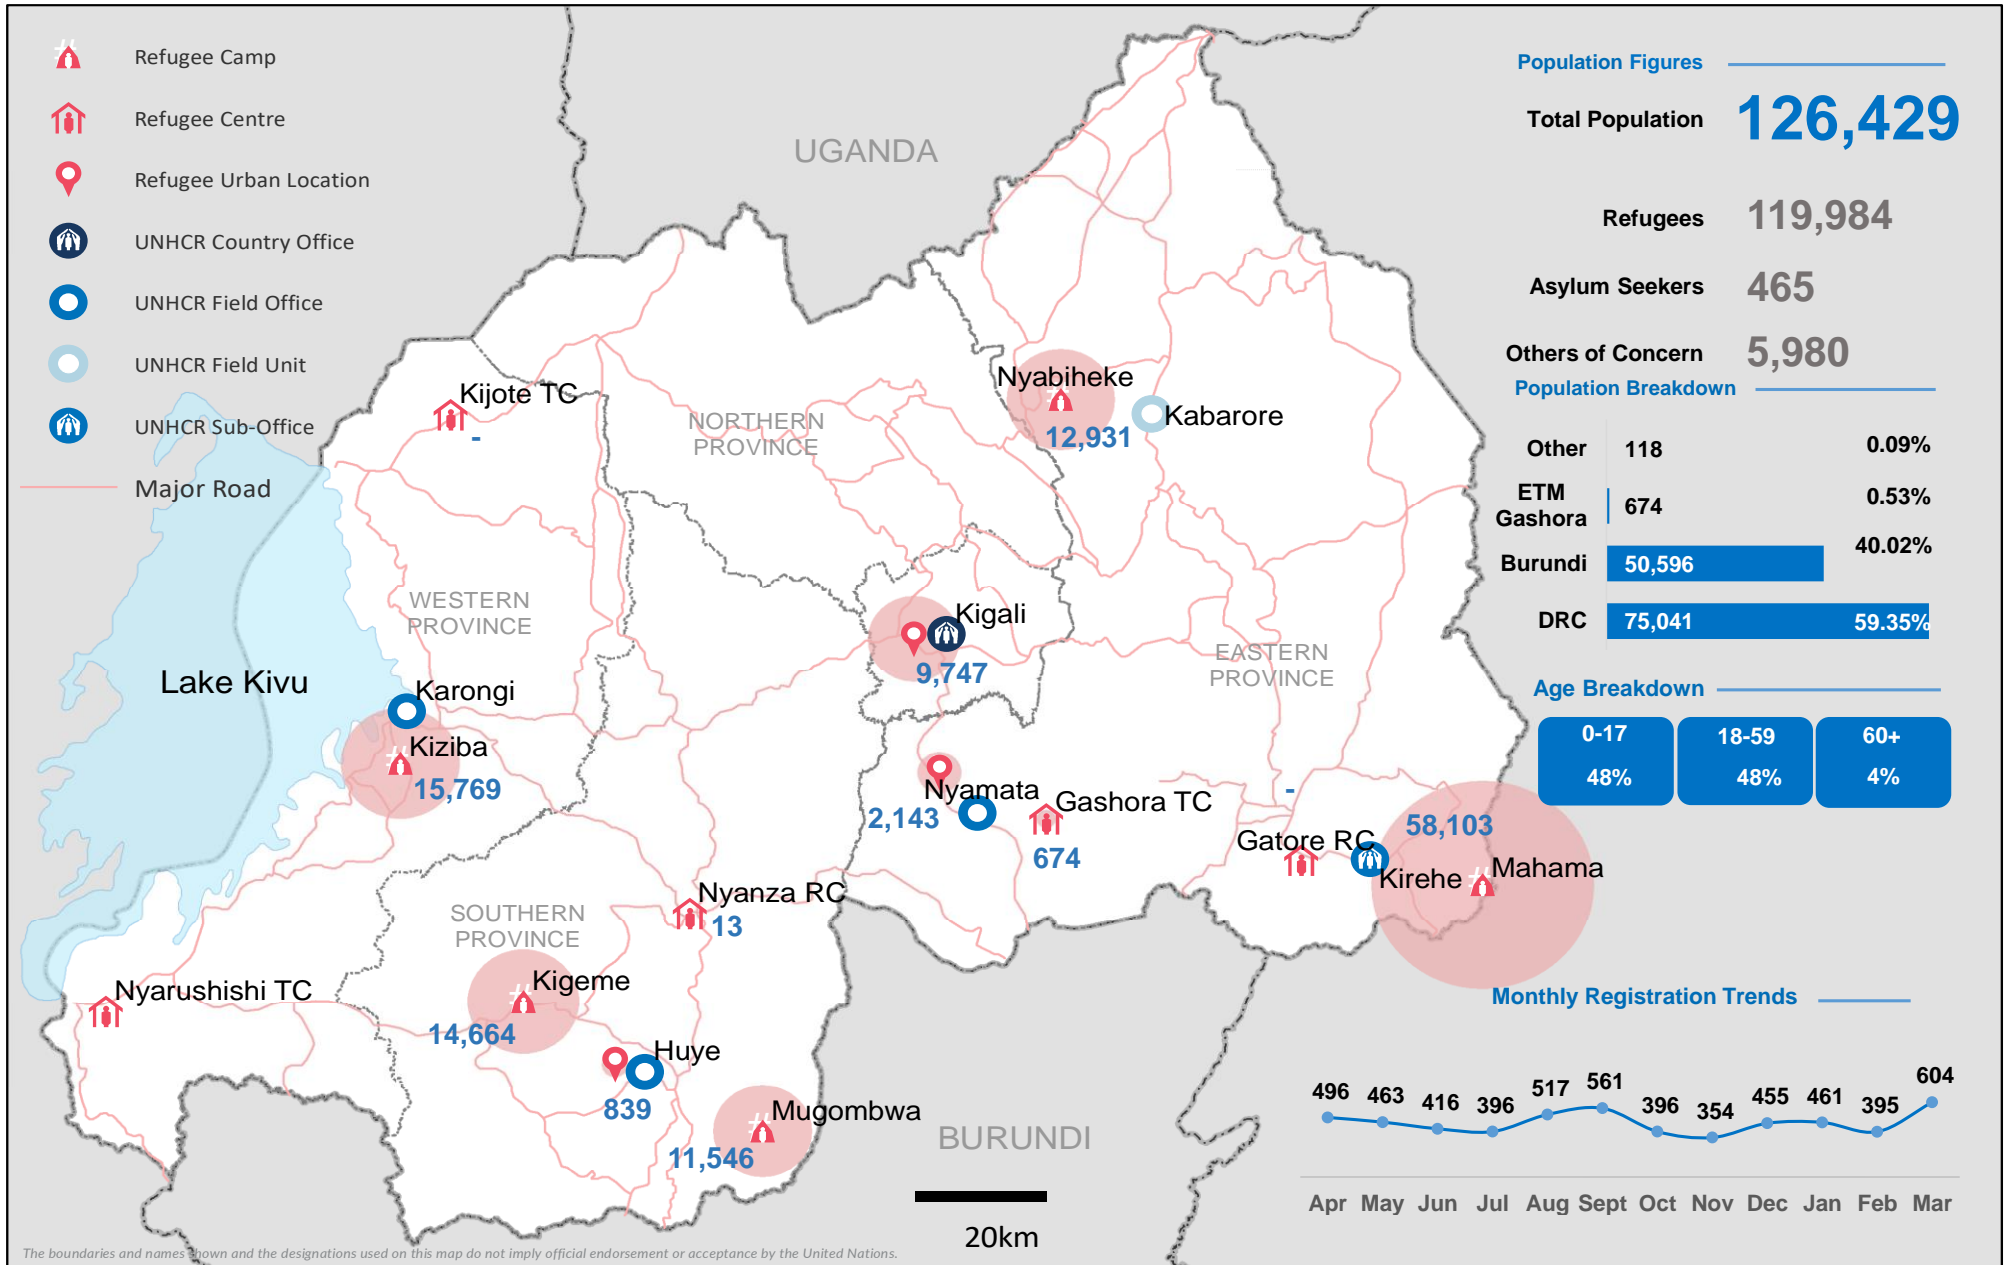 Refugee Camp
Refugee Centre
Refugee Urban Location
UNHCR Country Office
UNHCR Field Office
UNHCR Field Unit
UNHCR Sub-Office
Major Road
UGANDA
Kijote TC
-
NORTHERN
PROVINCE
Nyabiheke
12,931
Kabarore
WESTERN
PROVINCE
Kigali
9,747
EASTERN
PROVINCE
Lake Kivu
Karongi
Kiziba
15,769
Nyamata
2,143
Gashora TC
674
-
Gatore RC
58,103
Kirehe
Mahama
Nyanza RC
13
SOUTHERN
PROVINCE
Kigeme
14,664
Nyarushishi TC
Huye
839
Mugombwa
11,546
BURUNDI
20km
The boundaries and names shown and the designations used on this map do not imply official endorsement or acceptance by the United Nations.
Population Figures
Total Population 126,429
Refugees 119,984
Asylum Seekers 465
Others of Concern 5,980
Population Breakdown
Other 118 0.09%
ETM
Gashora 674 0.53%
Burundi 50,596 40.02%
DRC 75,041 59.35%
Age Breakdown
0-17 18-59 60+
48% 48% 4%
Monthly Registration Trends
496 463 416 396 517 561 396 354 455 461 395 604
Apr May Jun Jul Aug Sept Oct Nov Dec Jan Feb Mar